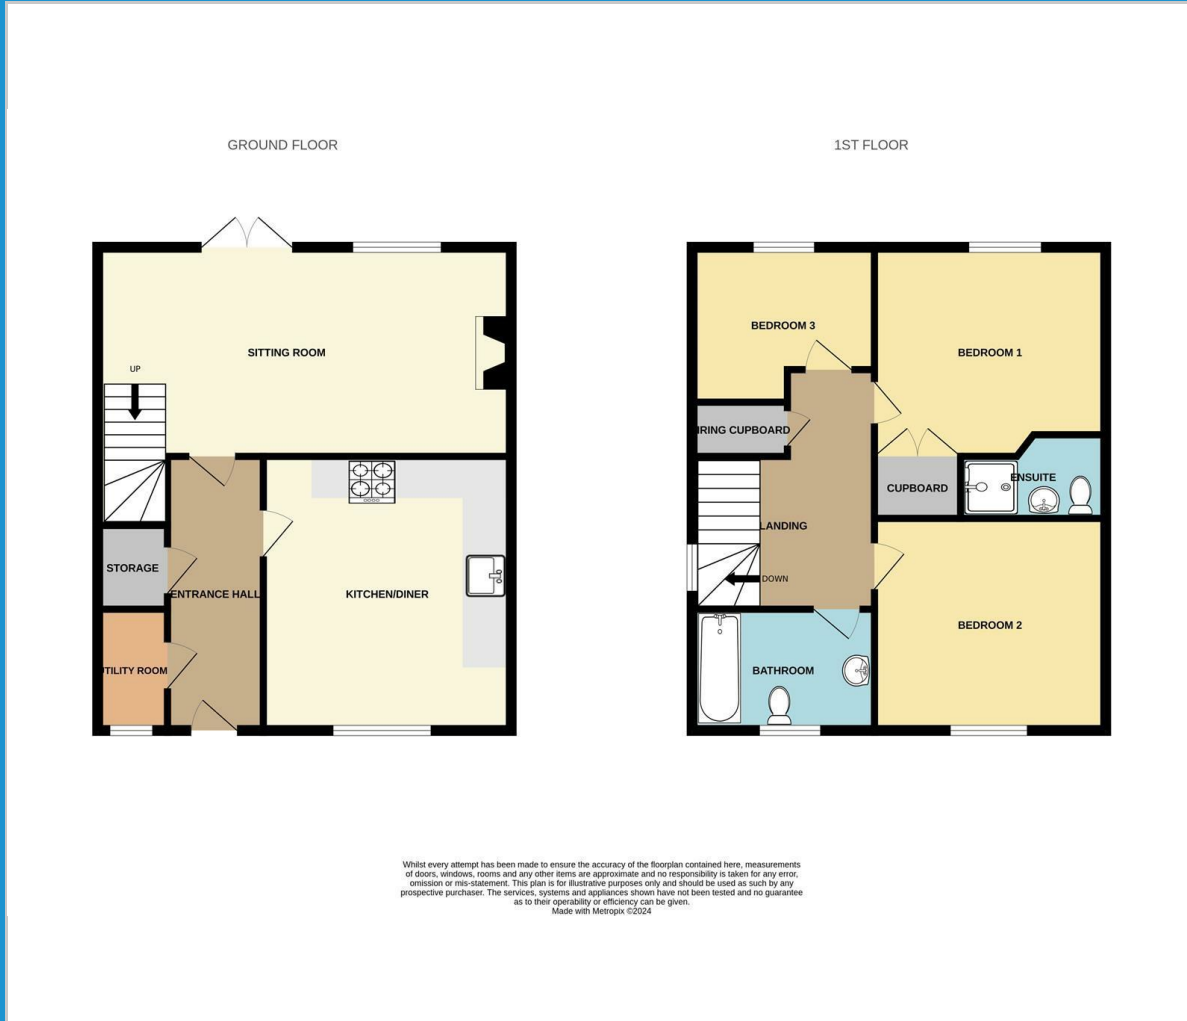 GROUND FLOOR
1ST FLOOR
SITTING ROOM
UP
STORAGE
ENTRANCE HALL
KITCHEN/DINER
UTILITY ROOM
BEDROOM 3
BEDROOM 1
IRING CUPBOARD
CUPBOARD
ENSUITE
LANDING
DOWN
BEDROOM 2
BATHROOM
Whilst every attempt has been made to ensure the accuracy of the floorplan contained here, measurements
of doors, windows, rooms and any other items are approximate and no responsibility is taken for any error,
omission or mis-statement. This plan is for illustrative purposes only and should be used as such by any
prospective purchaser. The services, systems and appliances shown have not been tested and no guarantee
as to their operability or efficiency can be given.
Made with Metropix ©2024